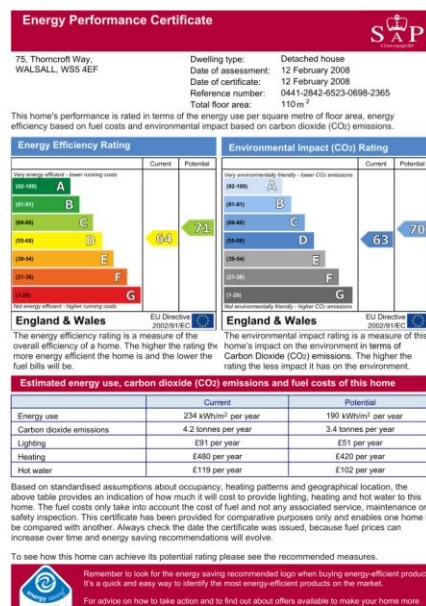 Energy Performance Certificate
SAP
75, Thorncroft Way,
WALSALL, WS5 4EF
Dwelling type: Detached house
Date of assessment: 12 February 2008
Date of certificate: 12 February 2008
Reference number: 0441-2842-6523-0698-2365
Total floor area: 110 m²
This home's performance is rated in terms of the energy use per square metre of floor area, energy
efficiency based on fuel costs and environmental impact based on carbon dioxide (CO₂) emissions.
Energy Efficiency Rating
Current Potential
Very energy efficient - lower running costs
(92-100) A
(81-91) B
(69-80) C
(55-68) D
(39-54) E
(21-38) F
(1-20) G
Not energy efficient - higher running costs
64
71
England & Wales
EU Directive
2002/91/EC
Environmental Impact (CO₂) Rating
Current Potential
Very environmentally friendly - lower CO₂ emissions
(92-100) A
(81-91) B
(69-80) C
(55-68) D
(39-54) E
(21-38) F
(1-20) G
Not environmentally friendly - higher CO₂ emissions
63
70
England & Wales
EU Directive
2002/91/EC
The energy efficiency rating is a measure of the
overall efficiency of a home. The higher the rating the
more energy efficient the home is and the lower the
fuel bills will be.
The environmental impact rating is a measure of this
home's impact on the environment in terms of
Carbon Dioxide (CO₂) emissions. The higher the
rating the less impact it has on the environment.
Estimated energy use, carbon dioxide (CO₂) emissions and fuel costs of this home
Current Potential
Energy use 234 kWh/m² per year 190 kWh/m² per year
Carbon dioxide emissions 4.2 tonnes per year 3.4 tonnes per year
Lighting £91 per year £51 per year
Heating £480 per year £420 per year
Hot water £119 per year £102 per year
Based on standardised assumptions about occupancy, heating patterns and geographical location, the
above table provides an indication of how much it will cost to provide lighting, heating and hot water to this
home. The fuel costs only take into account the cost of fuel and not any associated service, maintenance or
safety inspection. This certificate has been provided for comparative purposes only and enables one home
be compared with another. Always check the date the certificate was issued, because fuel prices can
increase over time and energy saving recommendations will evolve.
To see how this home can achieve its potential rating please see the recommended measures.
Remember to look for the energy saving recommended logo when buying energy-efficient produc
It's a quick and easy way to identify the most energy-efficient products on the market.
For advice on how to take action and to find out about offers available to make your home more
energy saving